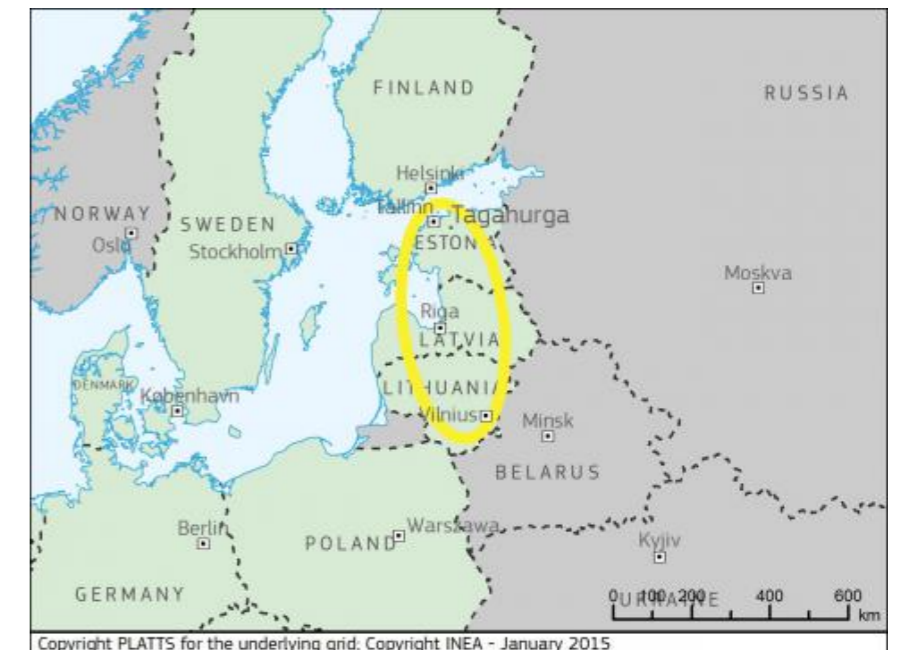 FINLAND
RUSSIA
Helsinki
Tallinn
Tagahurga
NORWAY
SWEDEN
Oslo
Stockholm
ESTONIA
Moskva
Riga
LATVIA
DENMARK
København
LITHUANIA
Vilnius
Minsk
BELARUS
Berlin
POLAND
Warszawa
Kyjiv
GERMANY
UKRAINE
0 100 200 400 600
km
Copyright PLATTS for the underlying grid; Copyright INEA - January 2015